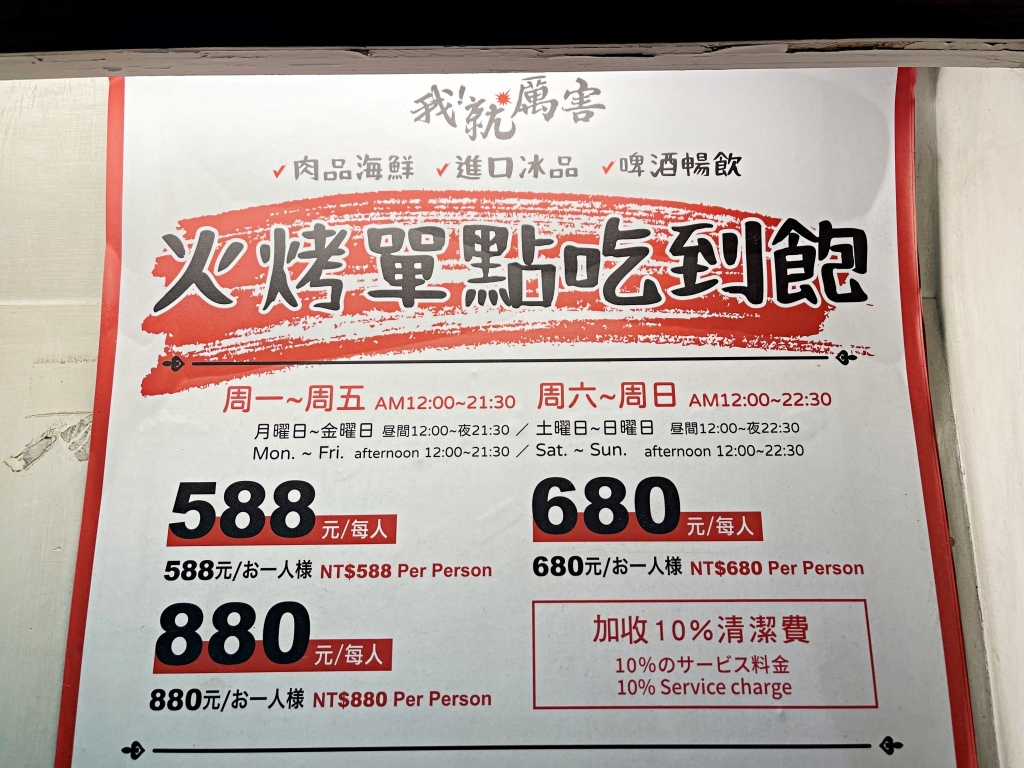 我!就厲害
✓肉品海鮮 ✓進口冰品 ✓啤酒暢飲
火烤單點吃到飽
周一~周五 AM12:00~21:30 周六~周日 AM12:00~22:30
月曜日~金曜日 昼間12:00~夜21:30 / 土曜日~日曜日 昼間12:00~夜22:30
Mon. ~ Fri. afternoon 12:00~21:30 / Sat. ~ Sun. afternoon 12:00~22:30
588元/每人
588元/お一人様 NT$588 Per Person
680元/每人
680元/お一人様 NT$680 Per Person
880元/每人
880元/お一人様 NT$880 Per Person
加收10%清潔費
10%のサービス料金
10% Service charge